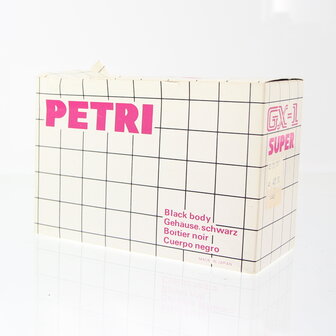 PETRI
GX-1
SUPER
Black body
Gehause schwarz
Boitier noir
Cuerpo negro
MADE IN JAPAN